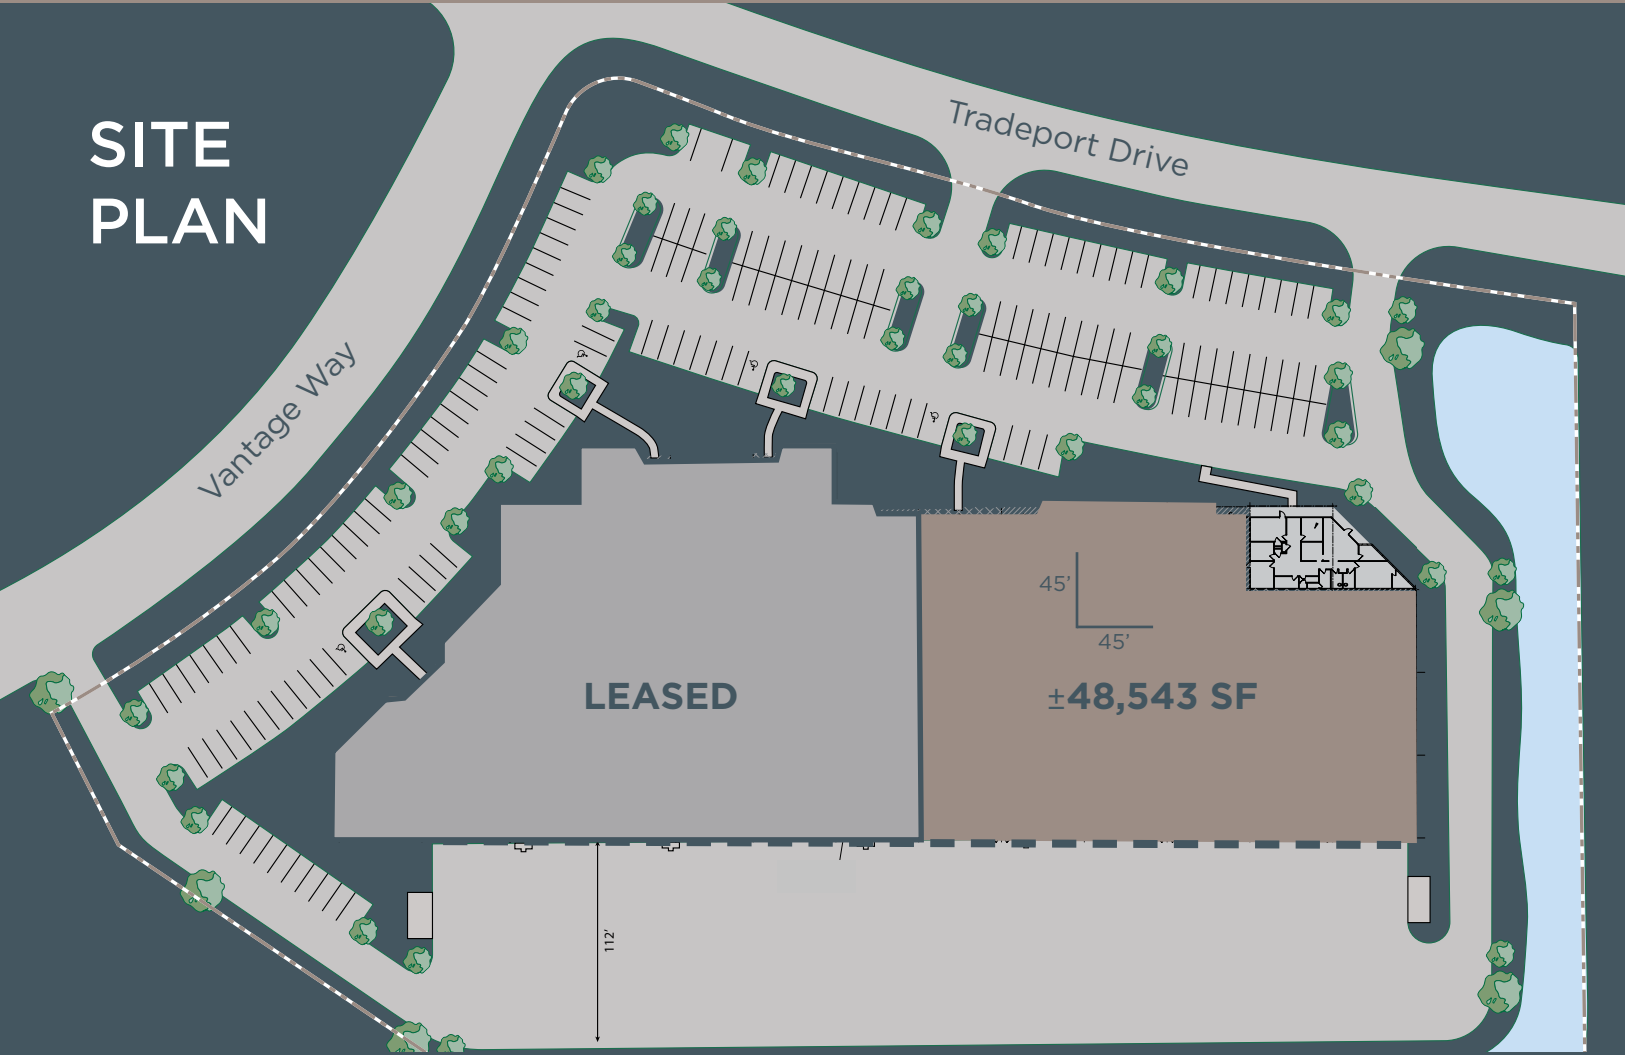 SITE
PLAN
Tradeport Drive
Vantage Way
45'
45'
LEASED
±48,543 SF
112'